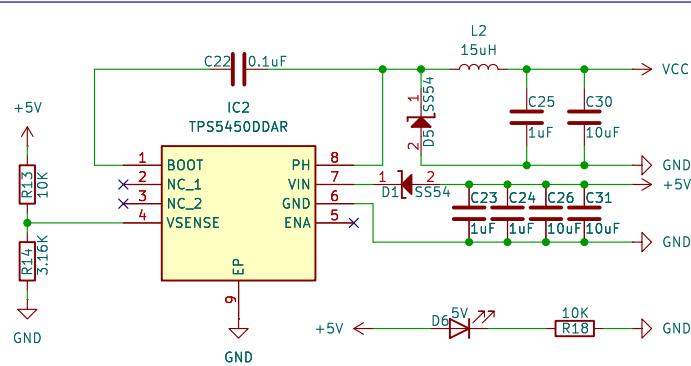 L2
15uH
C22 0.1uF
VCC
+5V
IC2
TPS5450DDAR
1
SS54
D5
2
C25
1uF
C30
10uF
R13
10K
1 BOOT
PH 8
GND
2 NC_1
VIN 7
1
D1
SS54
2
+5V
3 NC_2
GND 6
C23
1uF
C24
1uF
C26
10uF
C31
10uF
4 VSENSE
ENA 5
R14
3.16K
GND
EP
9
GND
GND
+5V
D6
5V
10K
R18
GND